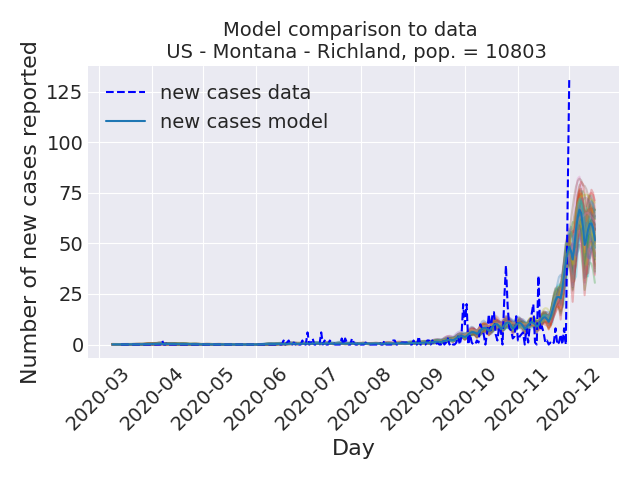 Model comparison to data
US - Montana - Richland, pop. = 10803
Number of new cases reported
125
100
75
50
25
0
new cases data
new cases model
2020-03
2020-04
2020-05
2020-06
2020-07
2020-08
2020-09
2020-10
2020-11
2020-12
Day